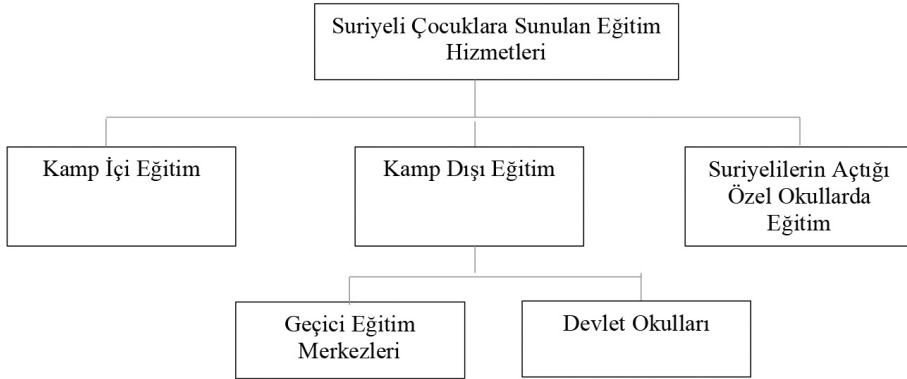 Suriyeli Çocuklara Sunulan Eğitim
Hizmetleri
Kamp İçi Eğitim
Kamp Dışı Eğitim
Suriyelilerin Açtığı
Özel Okullarda
Eğitim
Geçici Eğitim
Merkezleri
Devlet Okulları